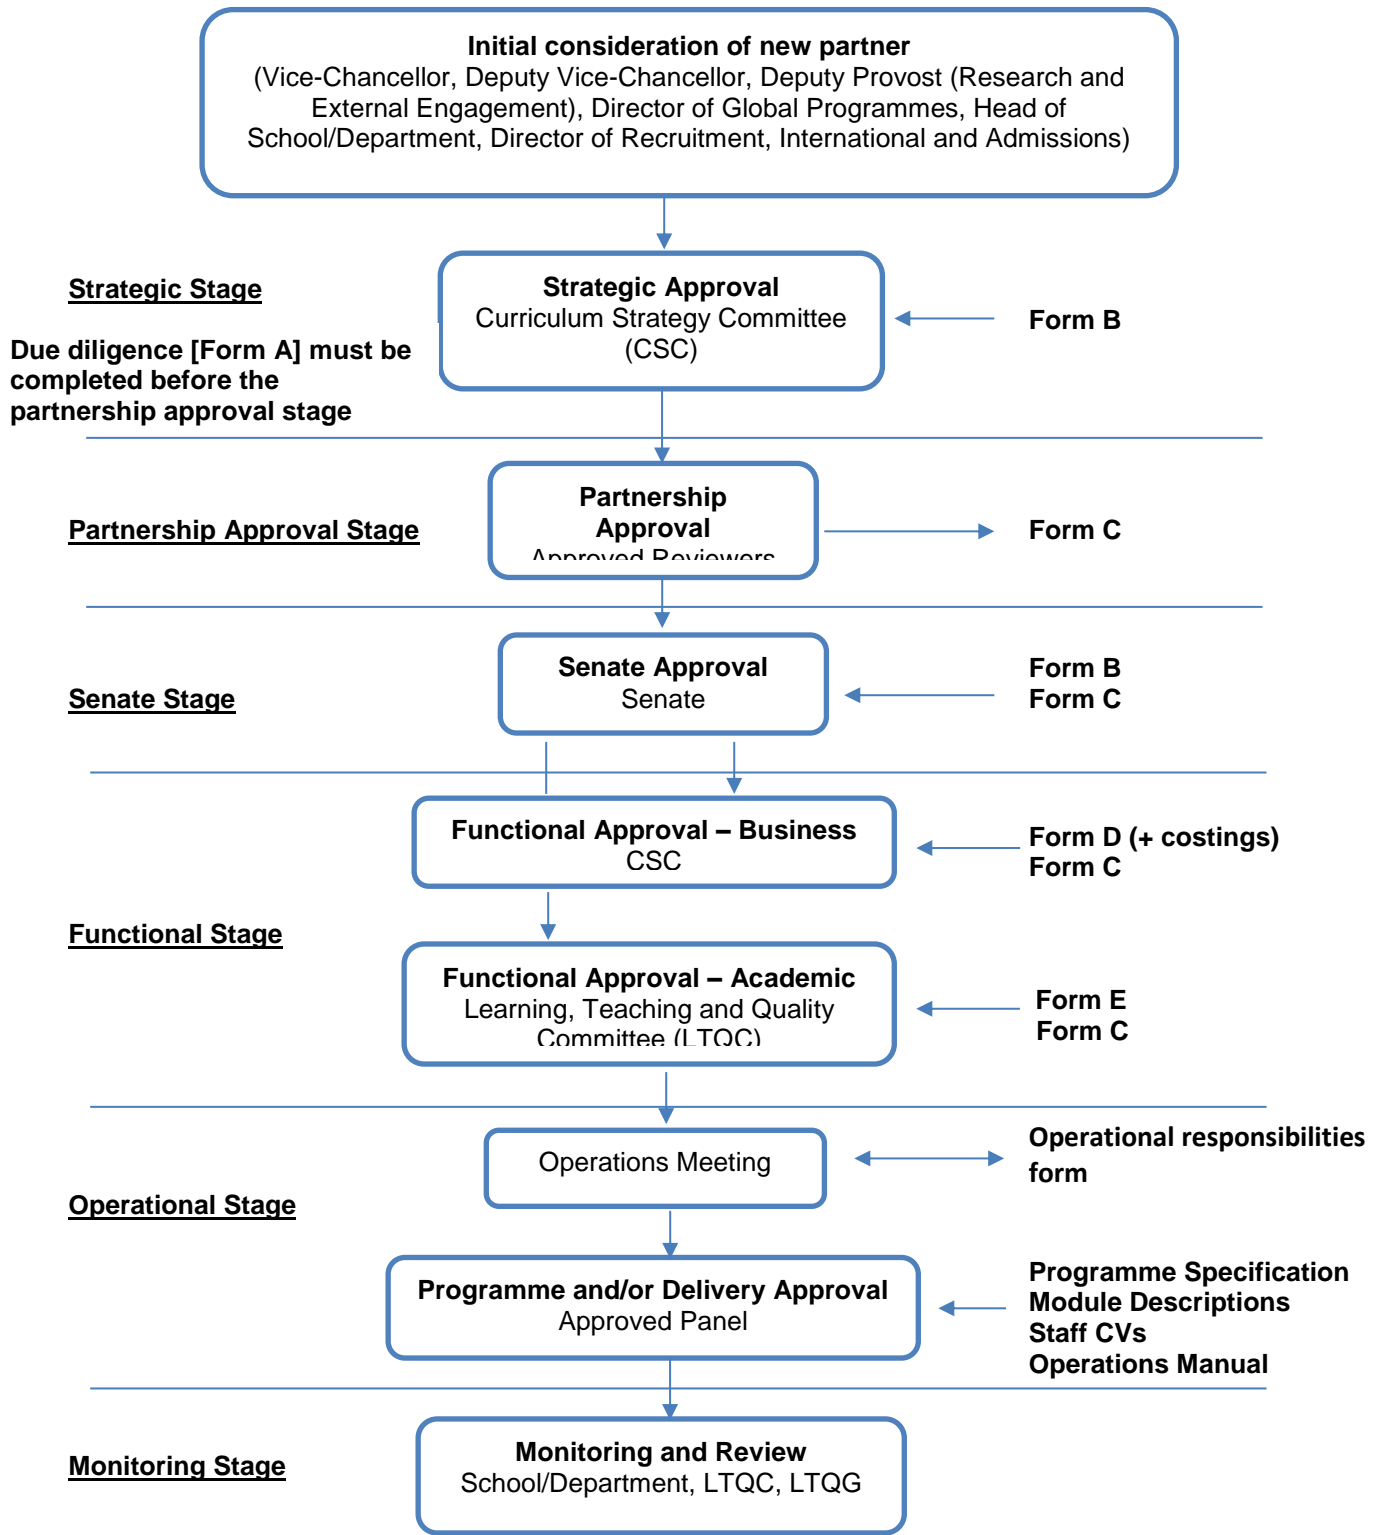 Initial consideration of new partner
(Vice-Chancellor, Deputy Vice-Chancellor, Deputy Provost (Research and
External Engagement), Director of Global Programmes, Head of
School/Department, Director of Recruitment, International and Admissions)
Strategic Stage
Due diligence [Form A] must be
completed before the
partnership approval stage
Strategic Approval
Curriculum Strategy Committee
(CSC)
Form B
Partnership Approval Stage
Partnership
Approval
Approved Reviewers
Form C
Senate Stage
Senate Approval
Senate
Form B
Form C
Functional Stage
Functional Approval – Business
CSC
Form D (+ costings)
Form C
Functional Approval – Academic
Learning, Teaching and Quality
Committee (LTQC)
Form E
Form C
Operational Stage
Operations Meeting
Operational responsibilities
form
Programme and/or Delivery Approval
Approved Panel
Programme Specification
Module Descriptions
Staff CVs
Operations Manual
Monitoring Stage
Monitoring and Review
School/Department, LTQC, LTQG